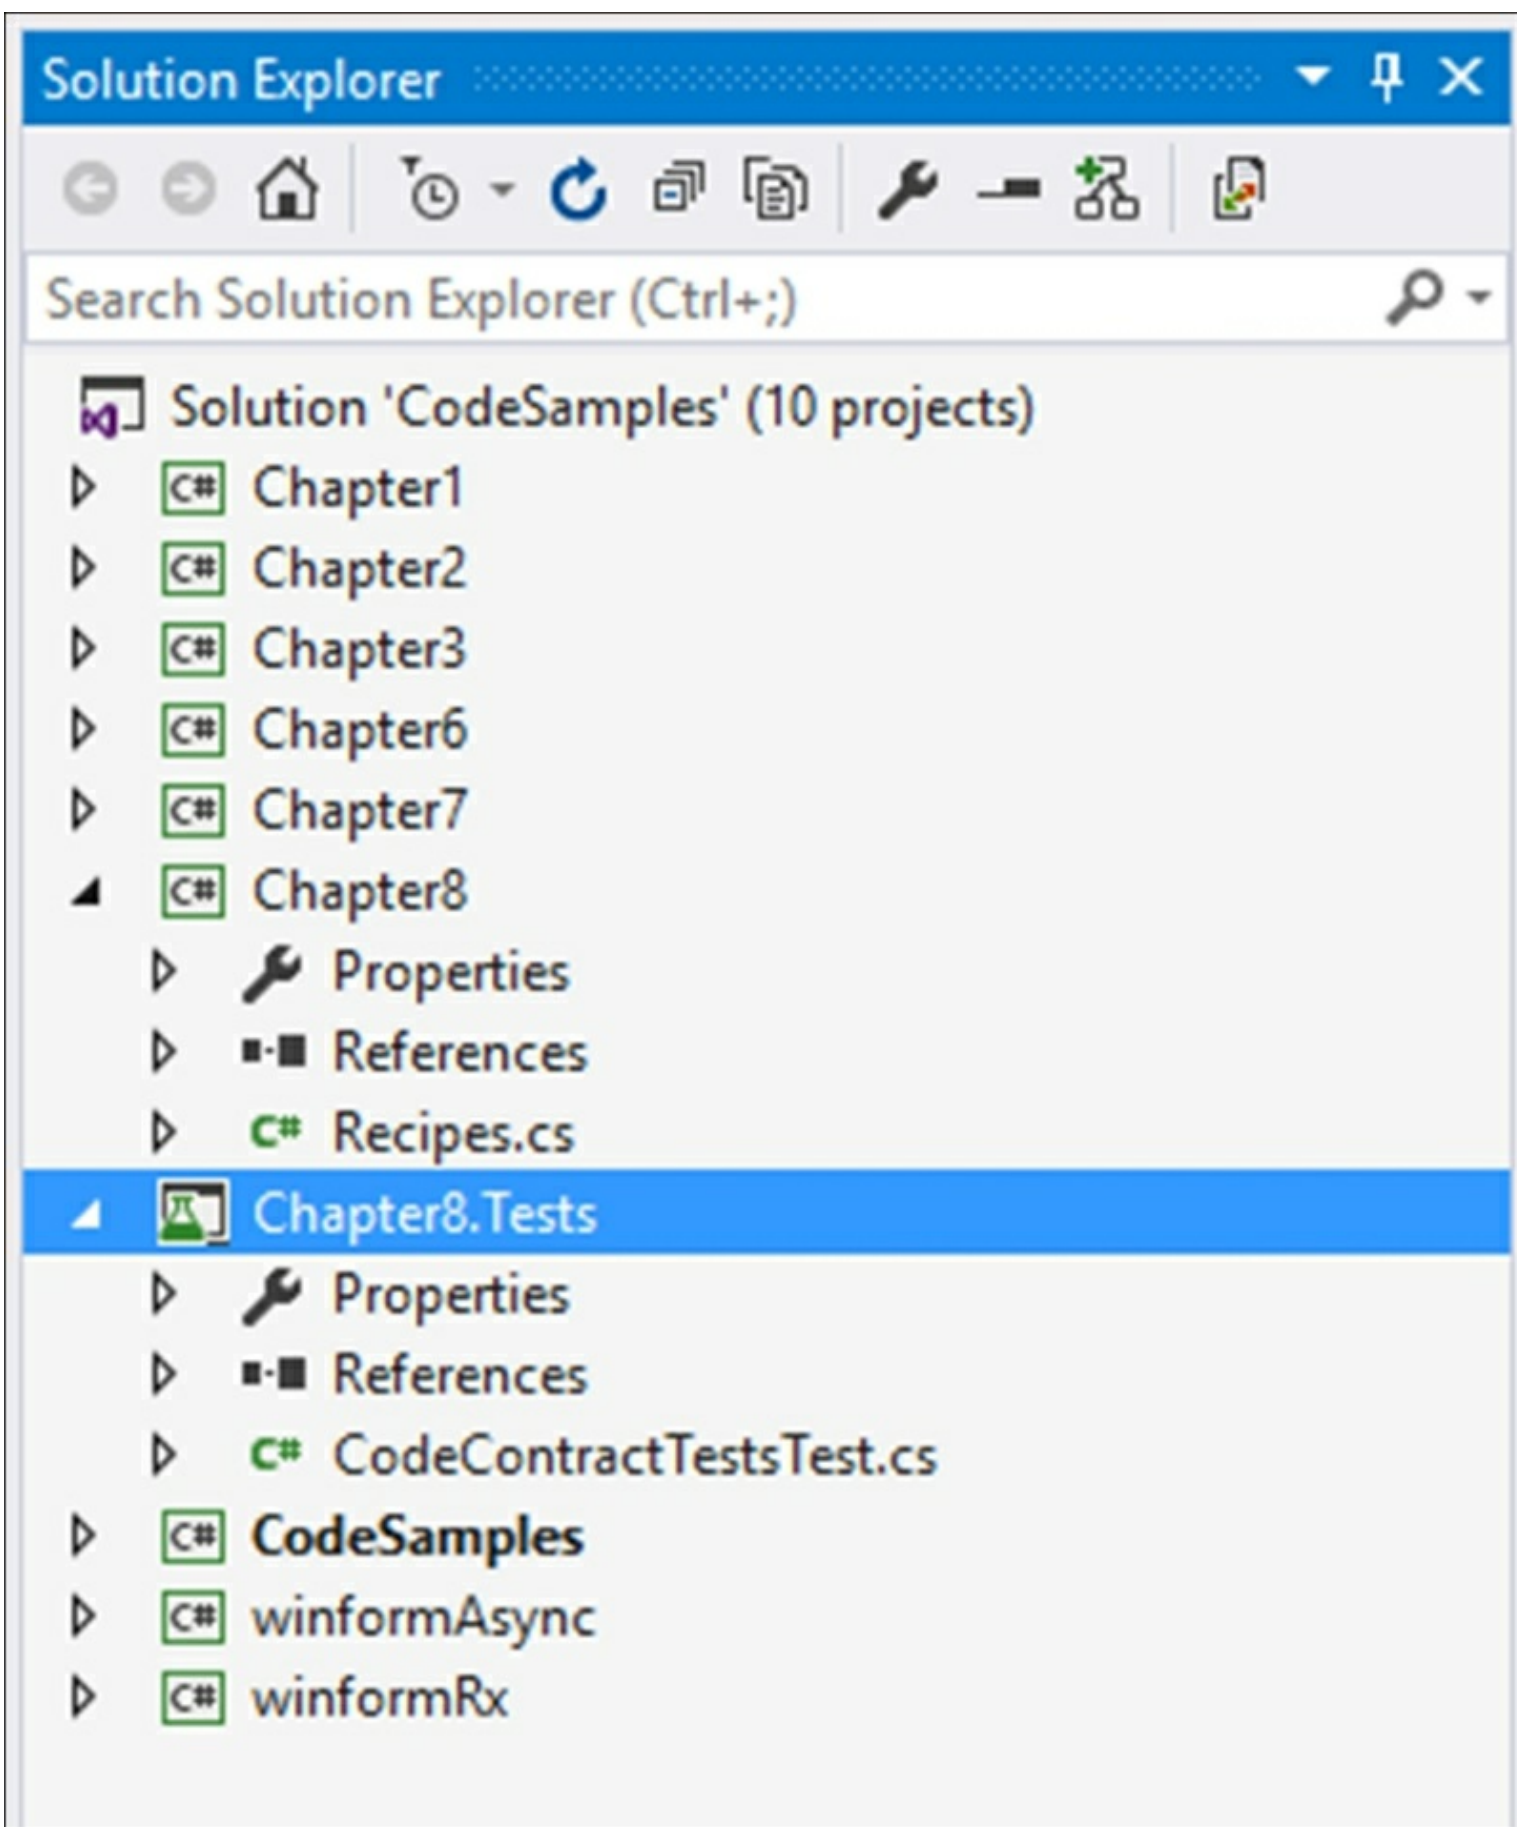 Solution Explorer
Search Solution Explorer (Ctrl+;)
Solution 'CodeSamples' (10 projects)
C# Chapter1
C# Chapter2
C# Chapter3
C# Chapter6
C# Chapter7
C# Chapter8
Properties
References
C# Recipes.cs
Chapter8.Tests
Properties
References
C# CodeContractTestsTest.cs
C# CodeSamples
C# winformAsync
C# winformRx